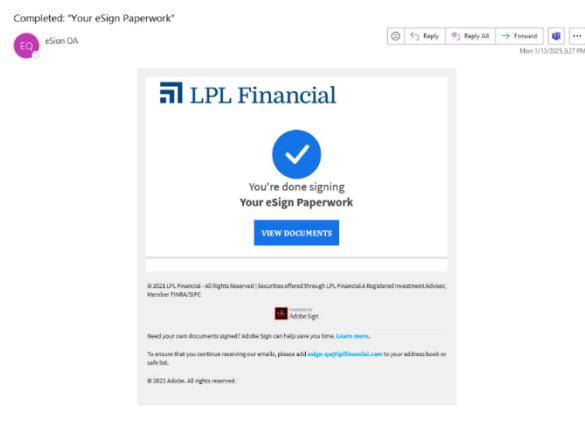 Completed: "Your eSign Paperwork"
EQ
eSign QA
Reply
Reply All
Forward
Mon 1/13/2025 3:27 PM
LPL Financial
You're done signing
Your eSign Paperwork
VIEW DOCUMENTS
© 2021 LPL Financial - All Rights Reserved | Securities offered through LPL Financial A Registered Investment Advisor,
Member FINRA/SIPC
POWERED BY
Adobe Sign
Need your own documents signed? Adobe Sign can help save you time. Learn more.
To ensure that you continue receiving our emails, please add esign-qa@lplfinancial.com to your address book or
safe list.
© 2021 Adobe. All rights reserved.